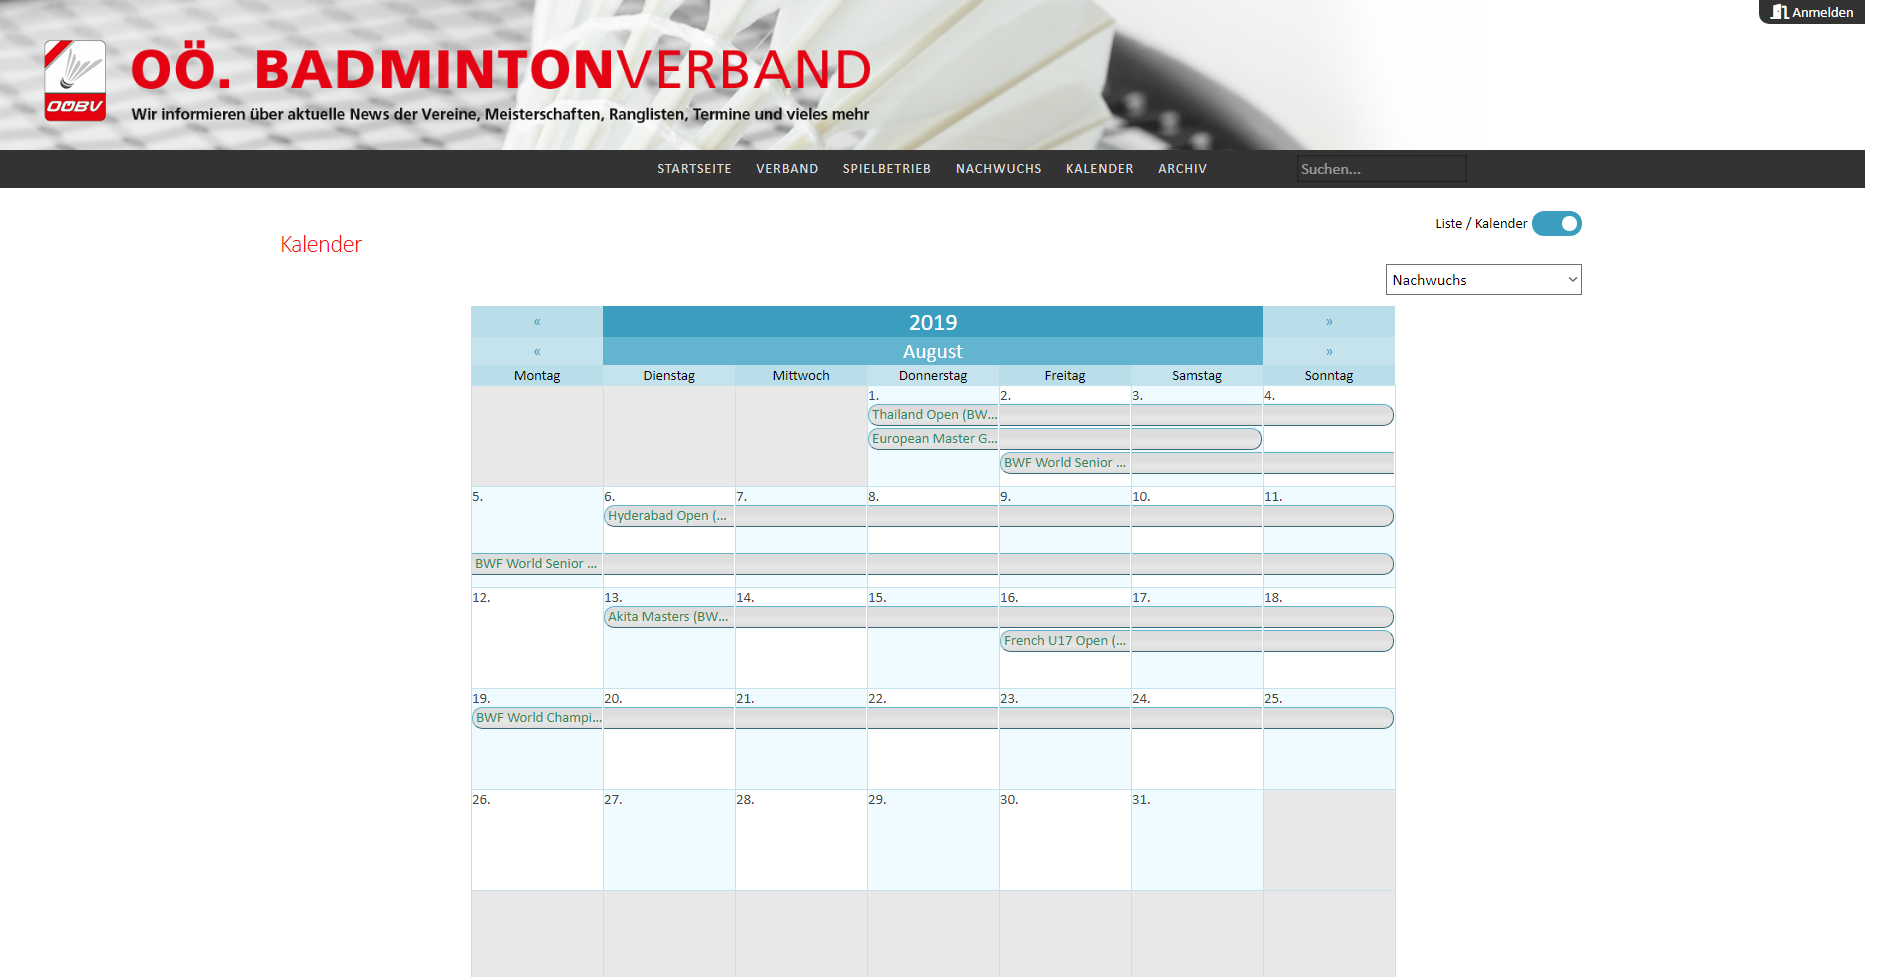 Anmelden
OÖ. BADMINTONVERBAND
OÖBV
Wir informieren über aktuelle News der Vereine, Meisterschaften, Ranglisten, Termine und vieles mehr
STARTSEITE VERBAND SPIELBETRIEB NACHWUCHS KALENDER ARCHIV Suchen...
Liste / Kalender
Kalender
Nachwuchs
« 2019 »
« August »
Montag Dienstag Mittwoch Donnerstag Freitag Samstag Sonntag
1. 2. 3. 4.
Thailand Open (BW...
European Master G...
BWF World Senior ...
5. 6. 7. 8. 9. 10. 11.
Hyderabad Open (...
BWF World Senior ...
12. 13. 14. 15. 16. 17. 18.
Akita Masters (BW...
French U17 Open (...
19. 20. 21. 22. 23. 24. 25.
BWF World Champi...
26. 27. 28. 29. 30. 31.